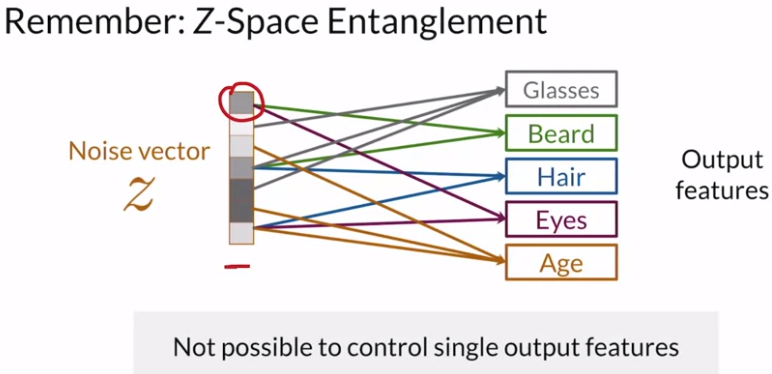 Remember: Z-Space Entanglement
Noise vector
z
Glasses
Beard
Hair
Eyes
Age
Output
features
Not possible to control single output features